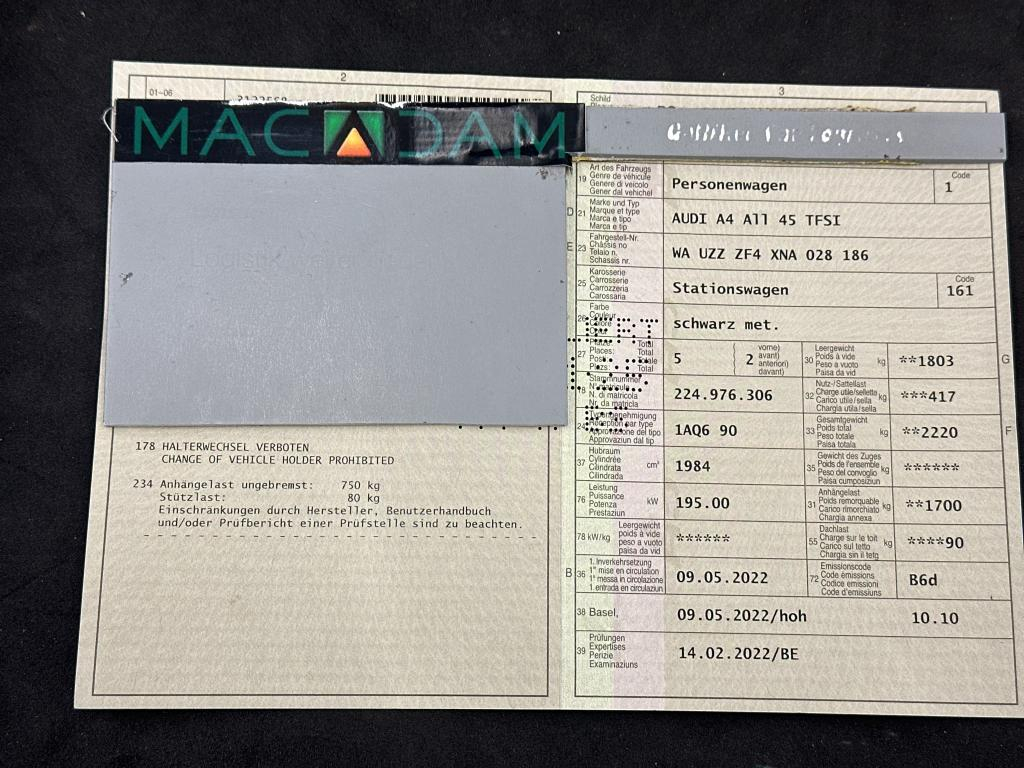 2
01-06
MACADAM
178 HALTERWECHSEL VERBOTEN
CHANGE OF VEHICLE HOLDER PROHIBITED
234 Anhängelast ungebremst: 750 kg
Stützlast: 80 kg
Einschränkungen durch Hersteller, Benutzerhandbuch
und/oder Prüfbericht einer Prüfstelle sind zu beachten.
3
Schild
19 Art des Fahrzeugs
Genre de véhicule
Genere di veicolo
Gener dal vehichel
Personenwagen
Code
1
D 21 Marke und Typ
Marque et type
Marca e tipo
Marca e tip
AUDI A4 All 45 TFSI
E 23 Fahrgestell-Nr.
Châssis no
Telaio n.
Schassis nr.
WA UZZ ZF4 XNA 028 186
25 Karosserie
Carrosserie
Carrozzeria
Carossaria
Stationswagen
Code
161
26 Farbe
Couleur
schwarz met.
27 Plätze: Total
Places: Total
Posti: Totale
Plazs: Total
5
2
vorne)
avant)
anteriori)
davant)
30 Leergewicht
Poids à vide
Peso a vuoto
Paisa da vid
kg
**1803
G
Stammnummer
N. di matricola
Nr. da matricla
224.976.306
32 Nutz-/Sattellast
Charge utile/sellette
Carico utile/sella
Chargia utila/sella
kg
***417
24 Typengenehmigung
Réception par type
Approvazione del tipo
Approvaziun dal tip
1AQ6 90
33 Gesamtgewicht
Poids total
Peso totale
Paisa totala
kg
**2220
F
37 Hubraum
Cylindrée
Cilindrata
Cilindrada
cm³
1984
35 Gewicht des Zuges
Poids de l'ensemble
Peso del convoglio
Paisa cumposiziun
kg
******
76 Leistung
Puissance
Potenza
Prestaziun
kW
195.00
31 Anhängelast
Poids remorquable
Carico rimorchiato
Chargia annexa
kg
**1700
78 kW/kg
Leergewicht
poids à vide
peso a vuoto
paisa da vid
******
55 Dachlast
Charge sur le toit
Carico sul tetto
Chargia sin il tetg
kg
****90
B 36 1. Inverkehrsetzung
1re mise en circulation
1a messa in circolazione
1. entrada en circulaziun
09.05.2022
72 Emissionscode
Code émissions
Codice emissioni
Code d'emissiuns
B6d
38 Basel,
09.05.2022/hoh
10.10
39 Prüfungen
Expertises
Perizie
Examinaziuns
14.02.2022/BE